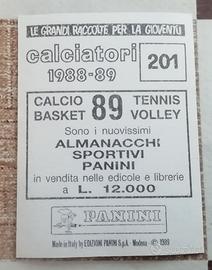 LE GRANDI RACCOLTE PER LA GIOVENTÙ
calciatori
1988-89
201
CALCIO 89 TENNIS
BASKET VOLLEY
Sono i nuovissimi
ALMANACCHI
SPORTIVI
PANINI
in vendita nelle edicole e librerie
a L. 12.000
PANINI
Made in Italy by EDIZIONI PANINI S.p.A. - Modena - © 1989